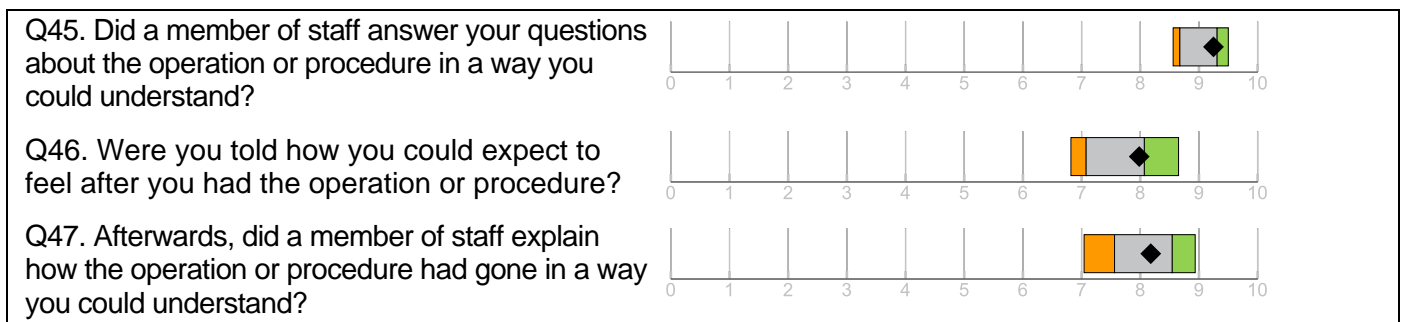 Q45. Did a member of staff answer your questions
about the operation or procedure in a way you
could understand?
0 1 2 3 4 5 6 7 8 9 10
Q46. Were you told how you could expect to
feel after you had the operation or procedure?
0 1 2 3 4 5 6 7 8 9 10
Q47. Afterwards, did a member of staff explain
how the operation or procedure had gone in a way
you could understand?
0 1 2 3 4 5 6 7 8 9 10